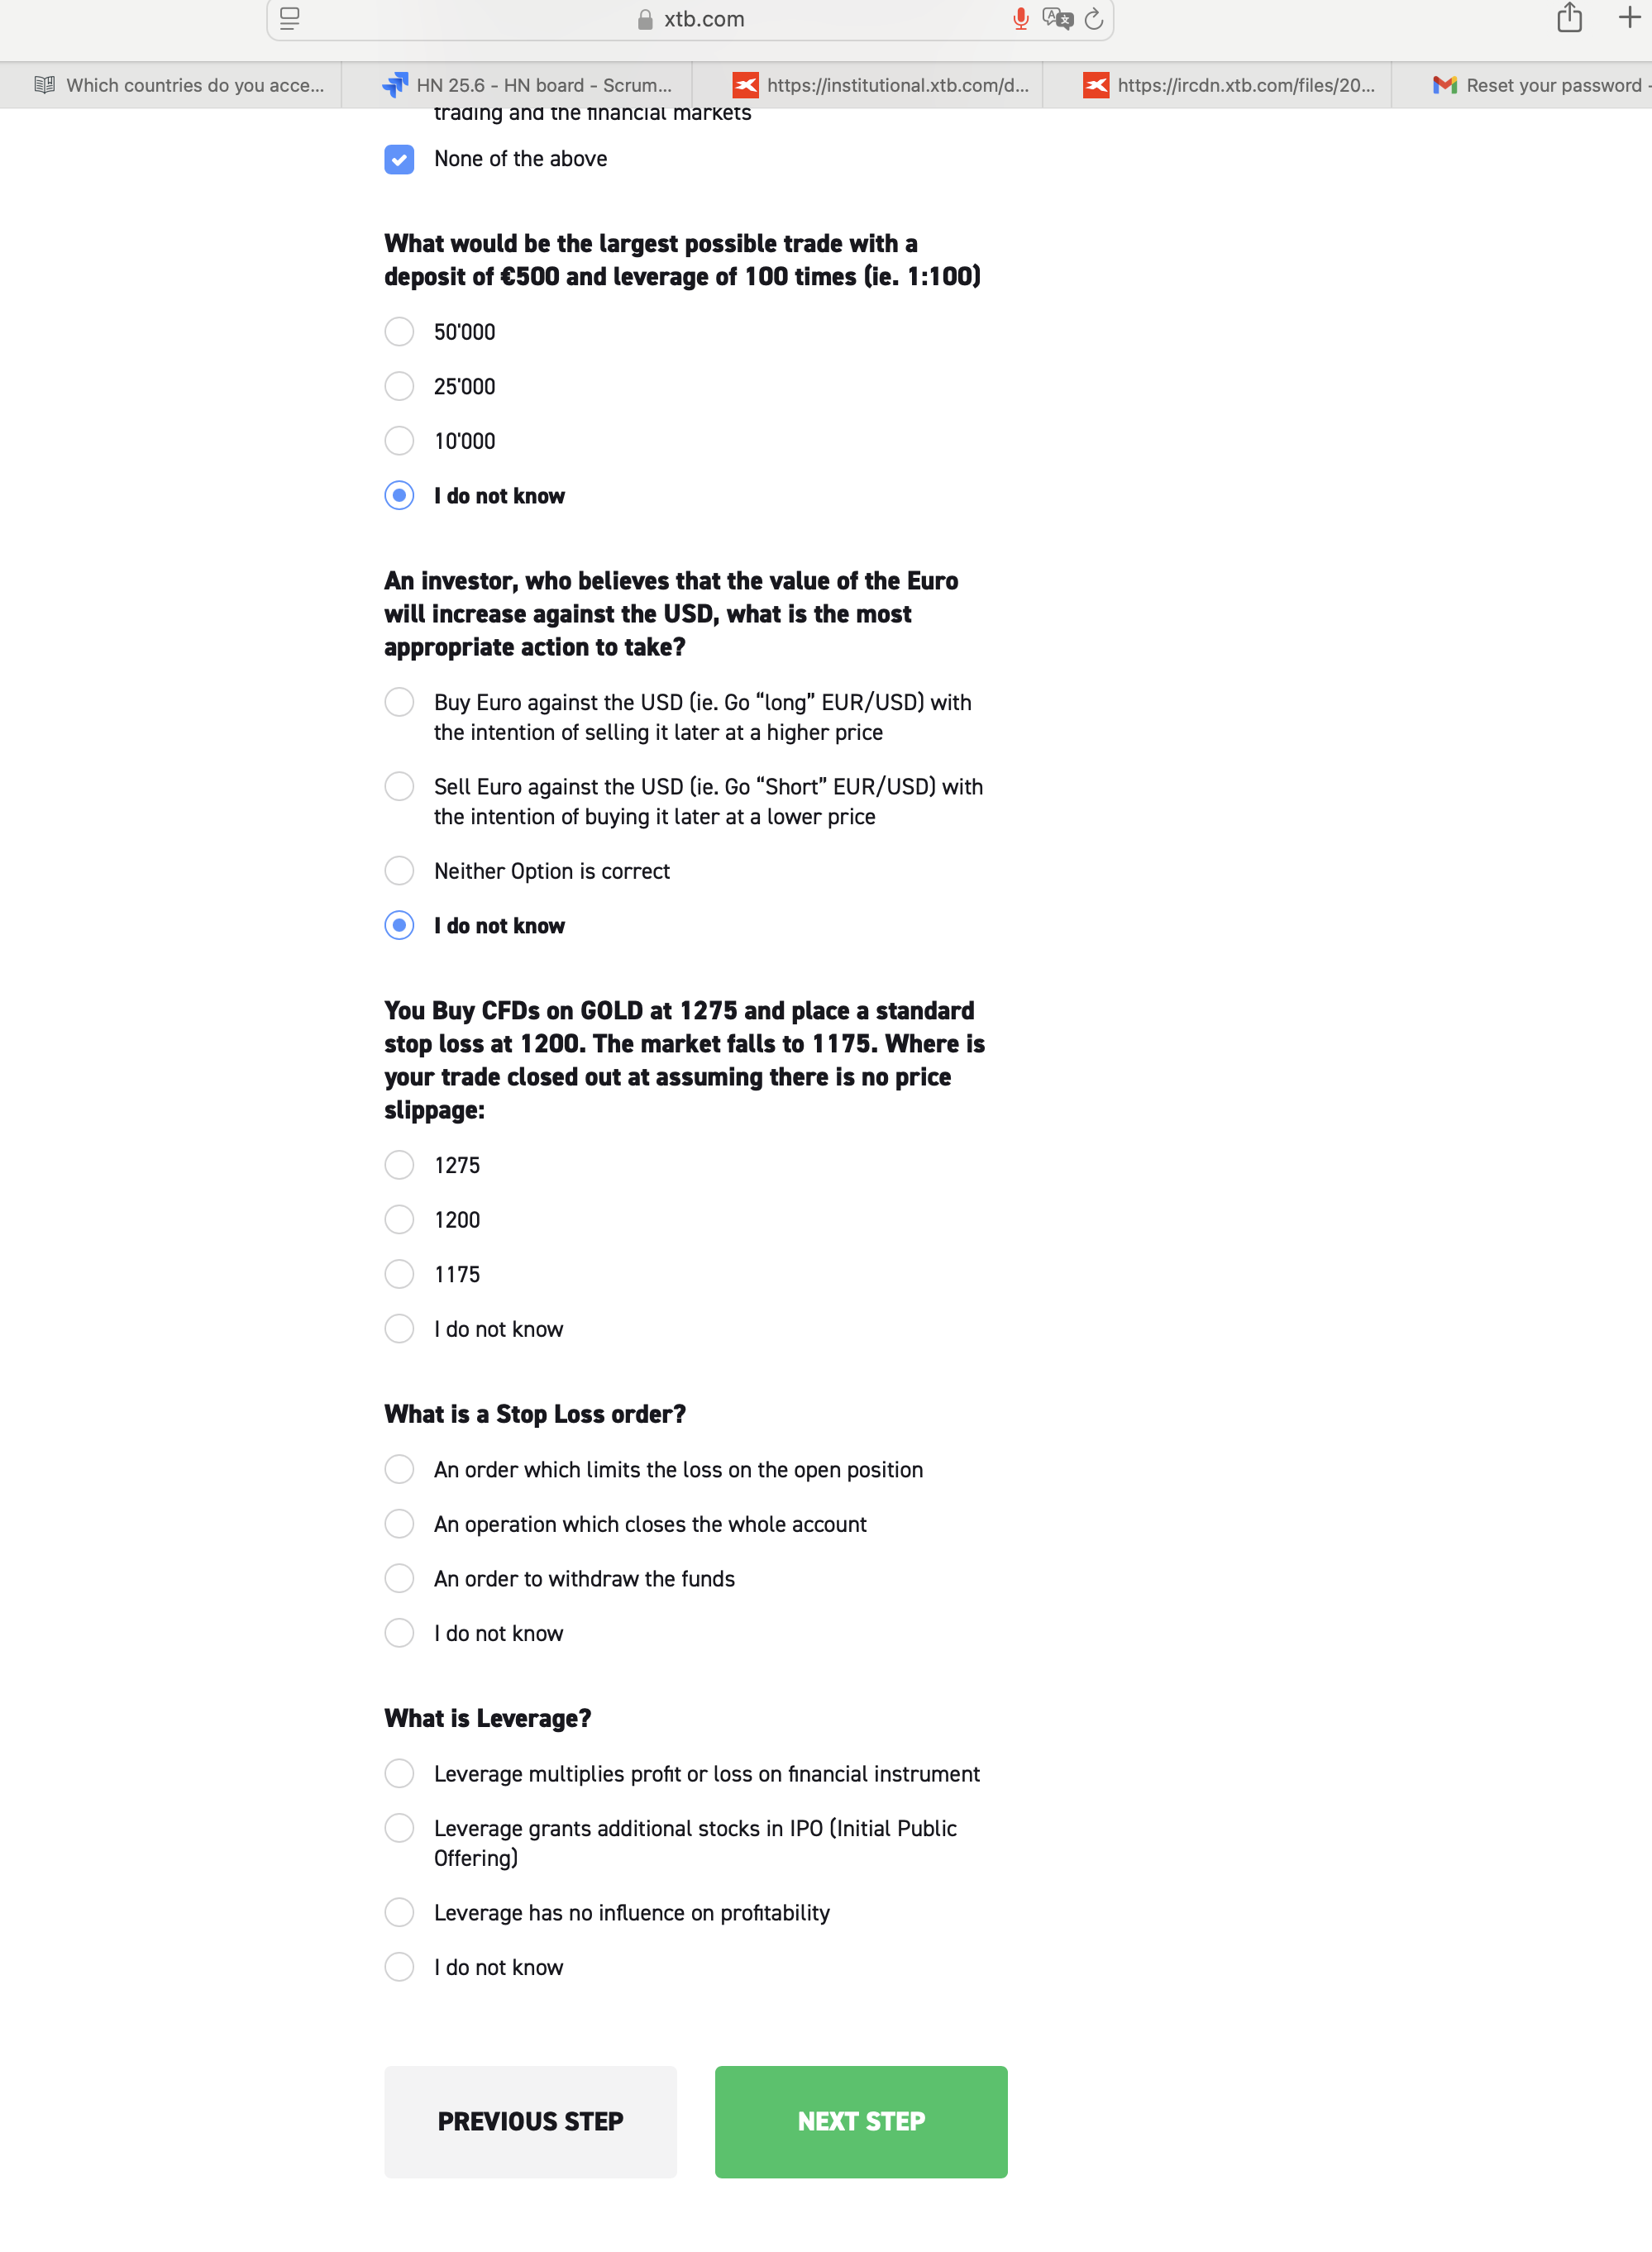 xtb.com
Which countries do you acce...
HN 25.6 - HN board - Scrum...
https://institutional.xtb.com/d...
https://ircdn.xtb.com/files/20...
Reset your password -
trading and the financial markets
None of the above
What would be the largest possible trade with a
deposit of €500 and leverage of 100 times (ie. 1:100)
50'000
25'000
10'000
I do not know
An investor, who believes that the value of the Euro
will increase against the USD, what is the most
appropriate action to take?
Buy Euro against the USD (ie. Go “long” EUR/USD) with
the intention of selling it later at a higher price
Sell Euro against the USD (ie. Go “Short” EUR/USD) with
the intention of buying it later at a lower price
Neither Option is correct
I do not know
You Buy CFDs on GOLD at 1275 and place a standard
stop loss at 1200. The market falls to 1175. Where is
your trade closed out at assuming there is no price
slippage:
1275
1200
1175
I do not know
What is a Stop Loss order?
An order which limits the loss on the open position
An operation which closes the whole account
An order to withdraw the funds
I do not know
What is Leverage?
Leverage multiplies profit or loss on financial instrument
Leverage grants additional stocks in IPO (Initial Public
Offering)
Leverage has no influence on profitability
I do not know
PREVIOUS STEP
NEXT STEP